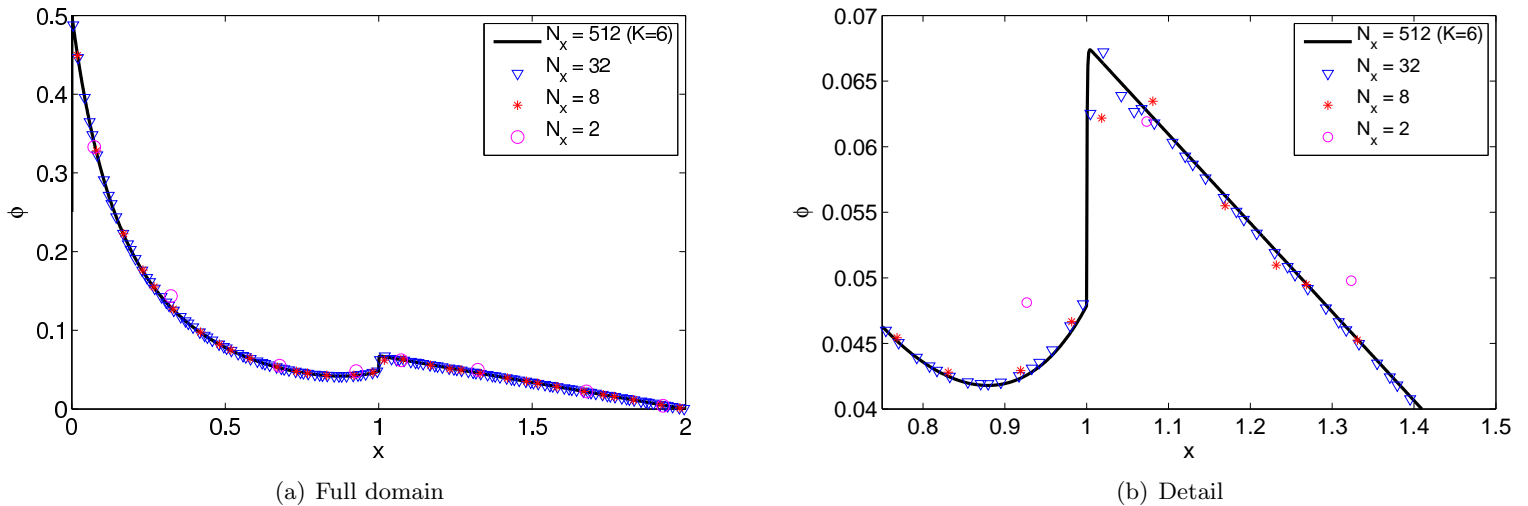 0.5
0.4
0.3
0.2
0.1
0
ϕ
0
0.5
1
1.5
2
x
N_x = 512 (K=6)
N_x = 32
N_x = 8
N_x = 2
(a) Full domain
0.07
0.065
0.06
0.055
0.05
0.045
0.04
ϕ
0.8
0.9
1
1.1
1.2
1.3
1.4
1.5
x
N_x = 512 (K=6)
N_x = 32
N_x = 8
N_x = 2
(b) Detail